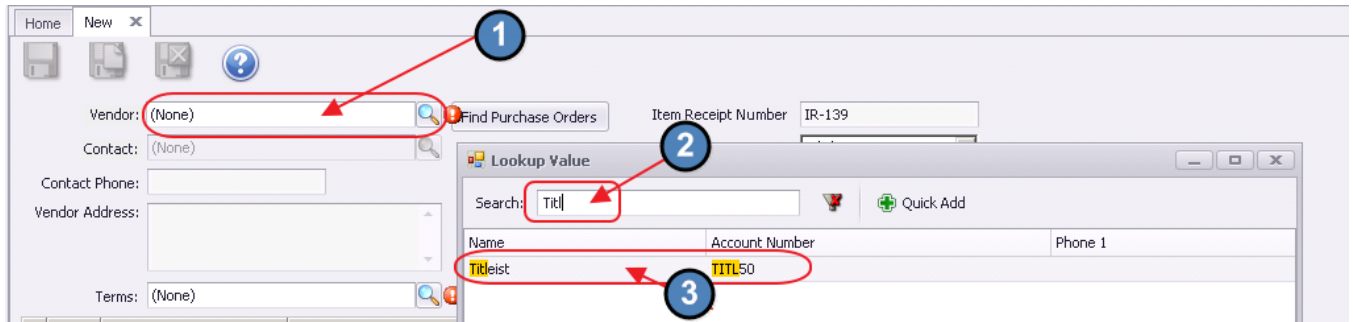 Home New
1
Vendor: (None) Find Purchase Orders Item Receipt Number IR-139
Contact: (None)
2
Lookup Value
Contact Phone:
Search: Titl Quick Add
Vendor Address:
Name Account Number Phone 1
Titleist TITL50
3
Terms: (None)